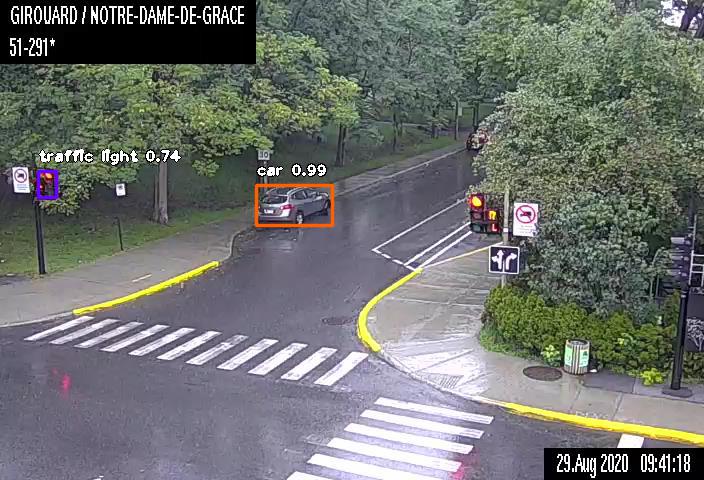 GIROUARD / NOTRE-DAME-DE-GRACE
51-291*
traffic light 0.74
car 0.99
30
29.Aug 2020 09:41:18